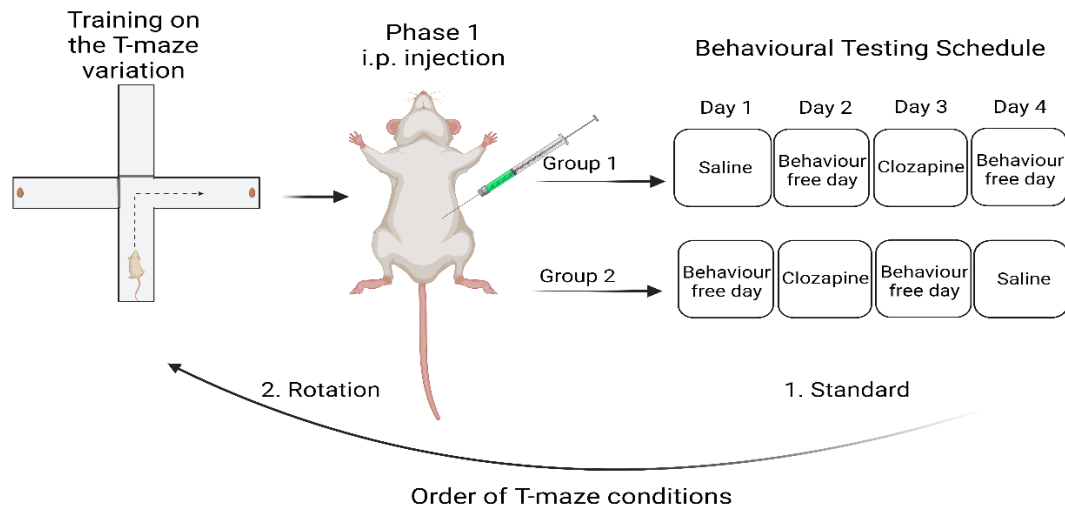 Training on
the T-maze
variation
Phase 1
i.p. injection
Behavioural Testing Schedule
Day 1 Day 2 Day 3 Day 4
Group 1
Saline
Behaviour
free day
Clozapine
Behaviour
free day
Group 2
Behaviour
free day
Clozapine
Behaviour
free day
Saline
2. Rotation
1. Standard
Order of T-maze conditions